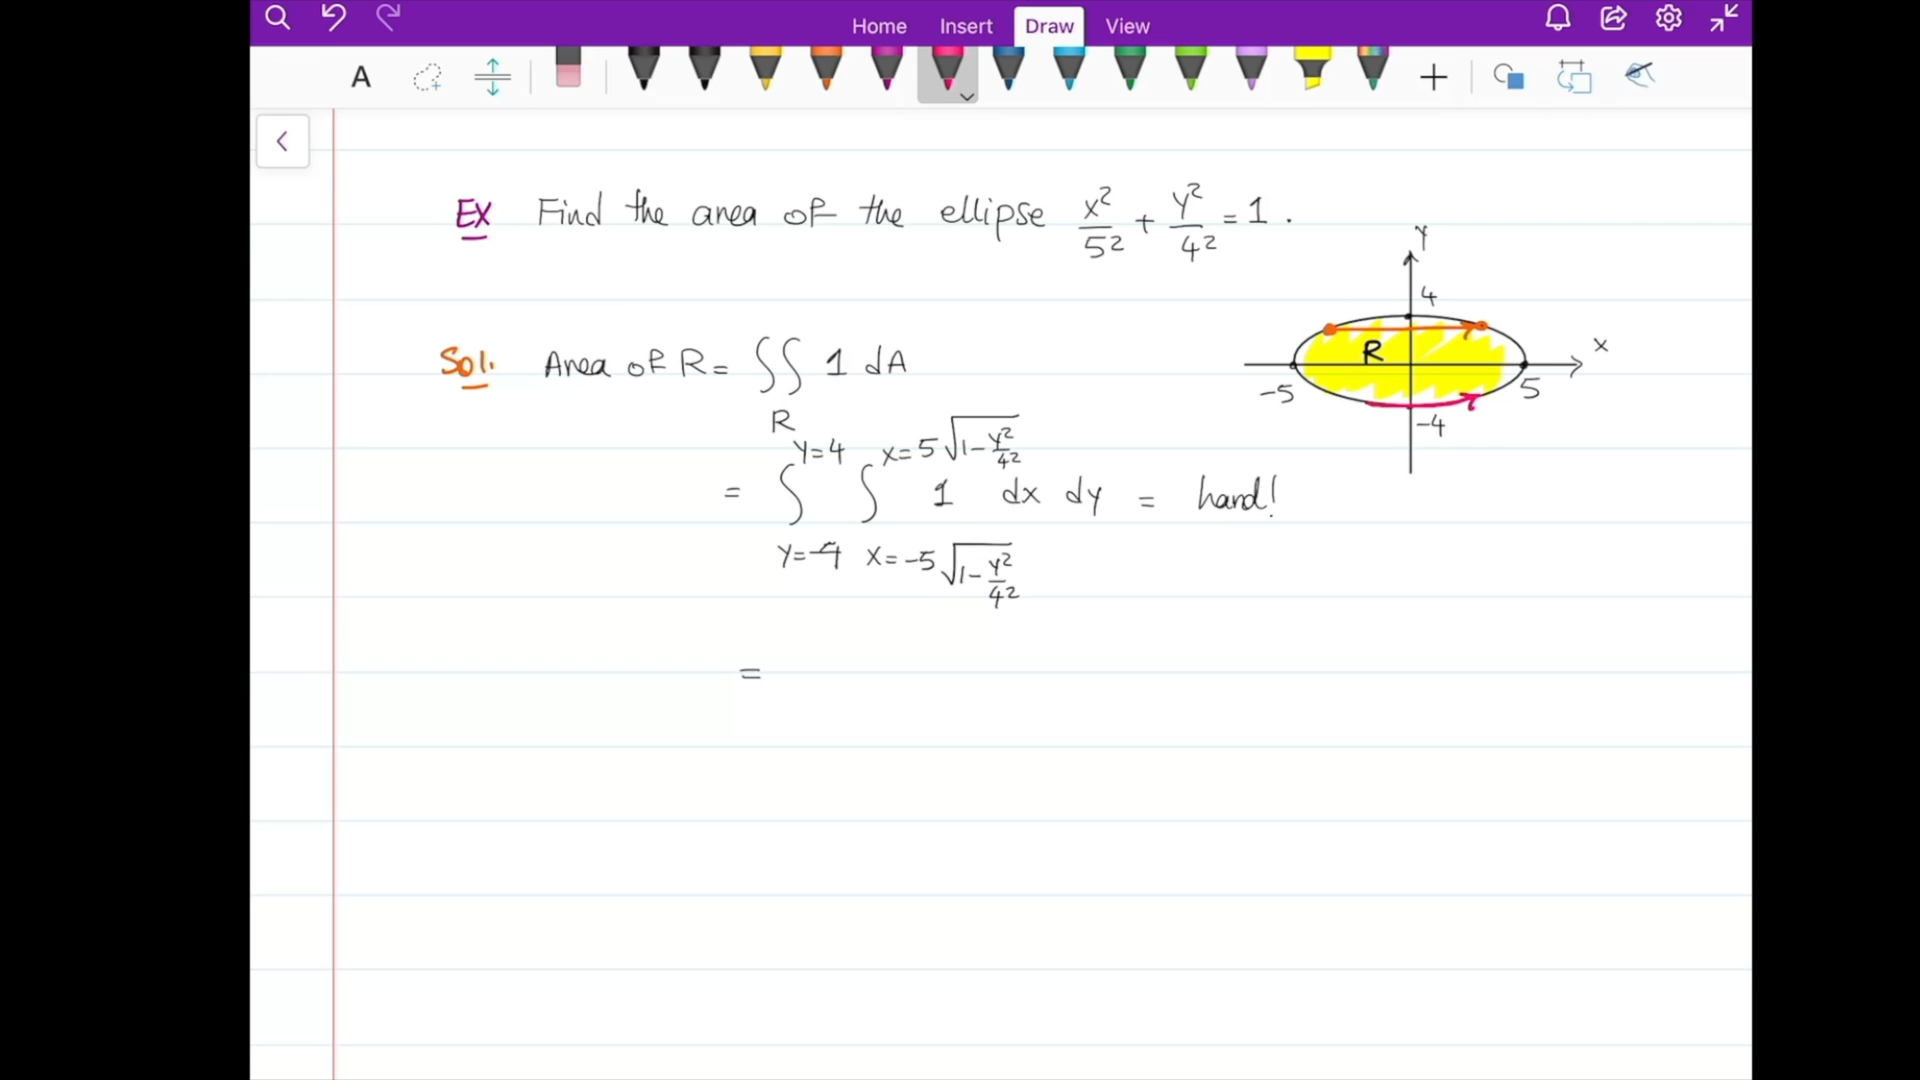 Home Insert Draw View
A
EX Find the area of the ellipse x²/5² + y²/4² = 1 .
Y
4
x
R
-5
5
-4
Sol: Area of R = ∬ 1 dA
R
y=4 x=5√(1-y²/4²)
= ∫ ∫ 1 dx dy = hard!
y=-4 x=-5√(1-y²/4²)
=